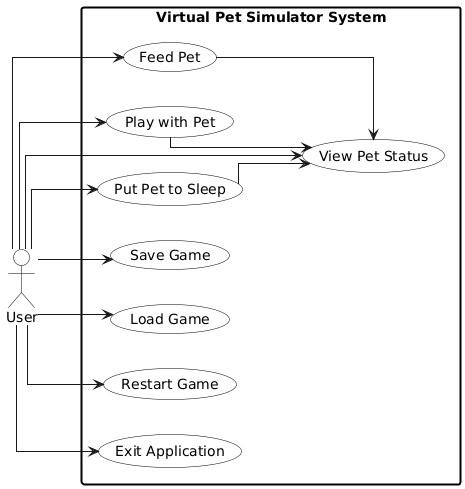 Virtual Pet Simulator System
Feed Pet
Play with Pet
View Pet Status
Put Pet to Sleep
Save Game
User
Load Game
Restart Game
Exit Application